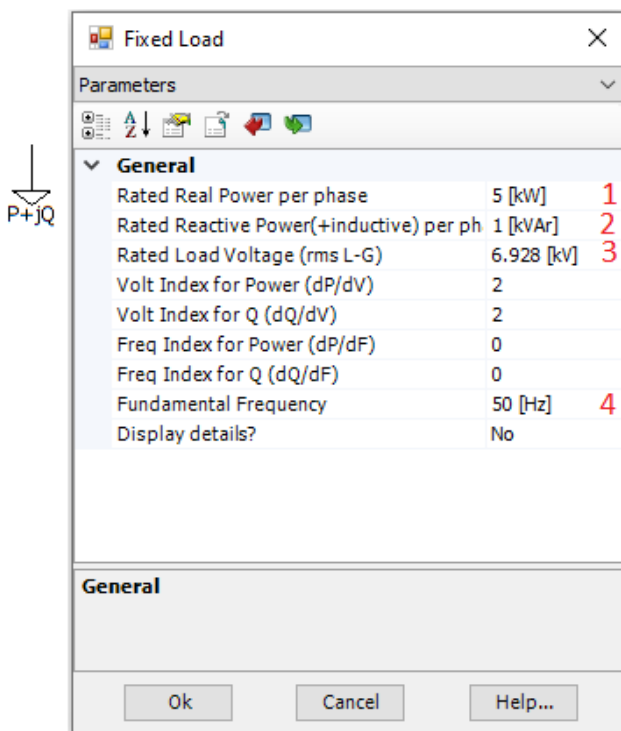 Fixed Load
Parameters
General
Rated Real Power per phase 5 [kW] 1
Rated Reactive Power(+inductive) per ph 1 [kVAr] 2
Rated Load Voltage (rms L-G) 6.928 [kV] 3
Volt Index for Power (dP/dV) 2
Volt Index for Q (dQ/dV) 2
Freq Index for Power (dP/dF) 0
Freq Index for Q (dQ/dF) 0
Fundamental Frequency 50 [Hz] 4
Display details? No
P+jQ
General
Ok Cancel Help...